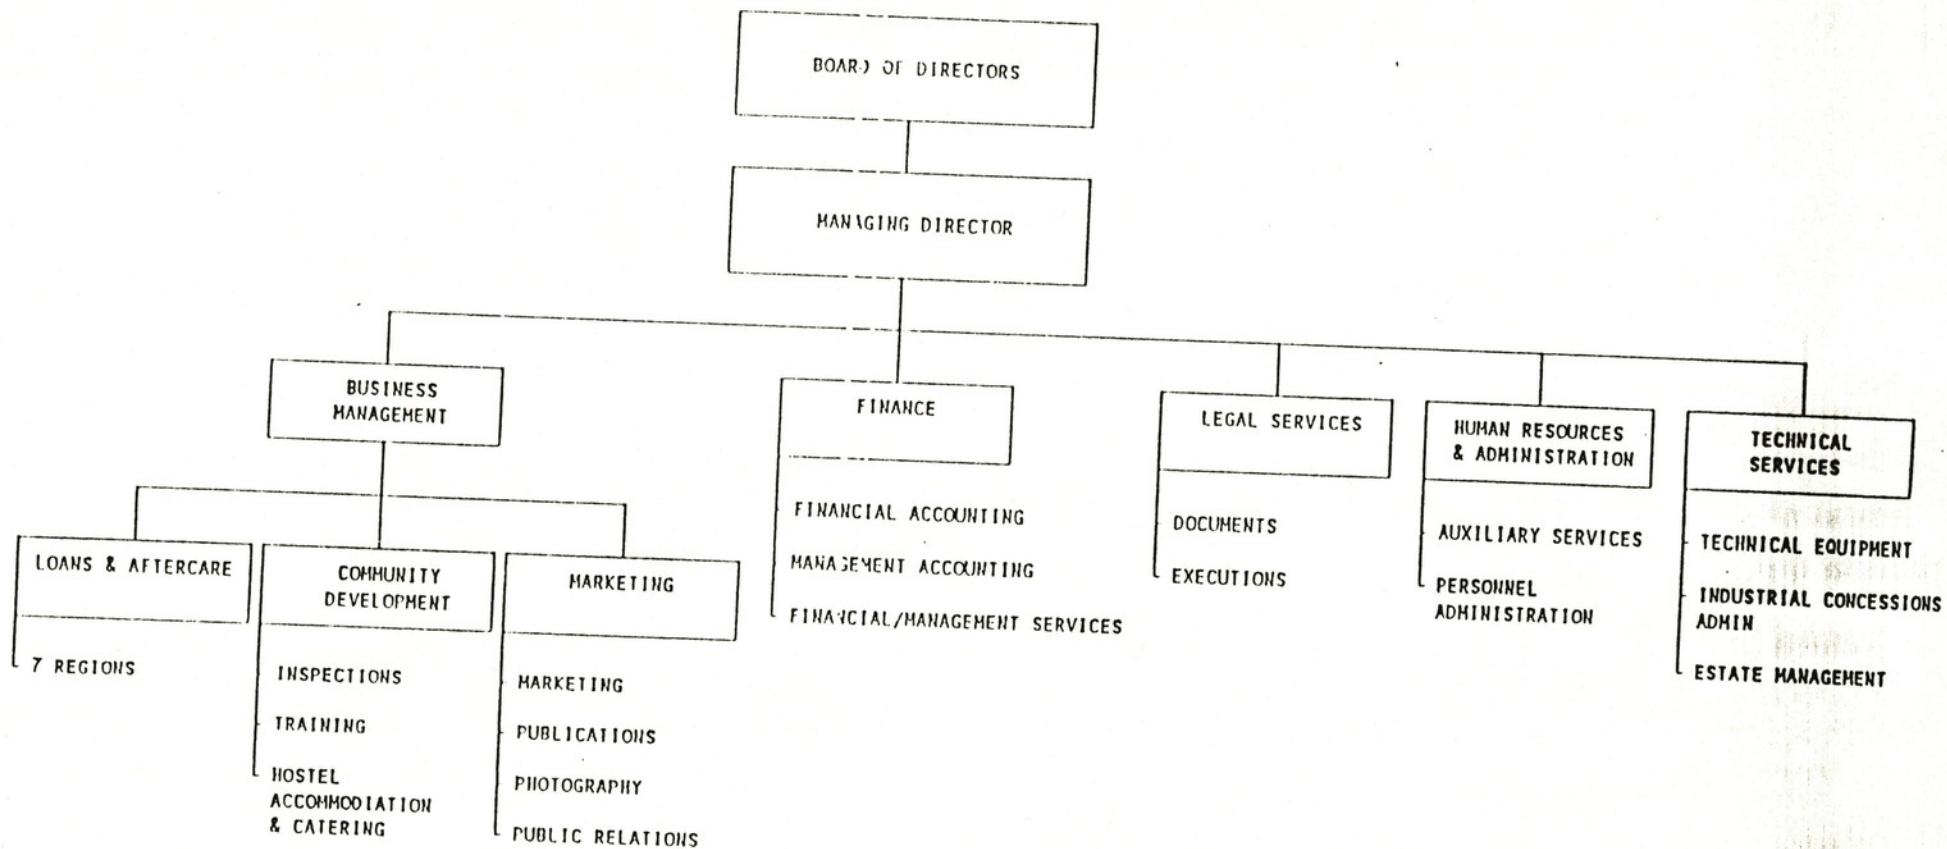 BOARD OF DIRECTORS
MANAGING DIRECTOR
BUSINESS
MANAGEMENT
FINANCE
LEGAL SERVICES
HUMAN RESOURCES
& ADMINISTRATION
TECHNICAL
SERVICES
LOANS & AFTERCARE
7 REGIONS
COMMUNITY
DEVELOPMENT
INSPECTIONS
TRAINING
HOSTEL
ACCOMMODIATION
& CATERING
MARKETING
MARKETING
PUBLICATIONS
PHOTOGRAPHY
PUBLIC RELATIONS
FINANCIAL ACCOUNTING
MANAGEMENT ACCOUNTING
FINANCIAL/MANAGEMENT SERVICES
DOCUMENTS
EXECUTIONS
AUXILIARY SERVICES
PERSONNEL
ADMINISTRATION
TECHNICAL EQUIPMENT
INDUSTRIAL CONCESSIONS
ADMIN
ESTATE MANAGEMENT